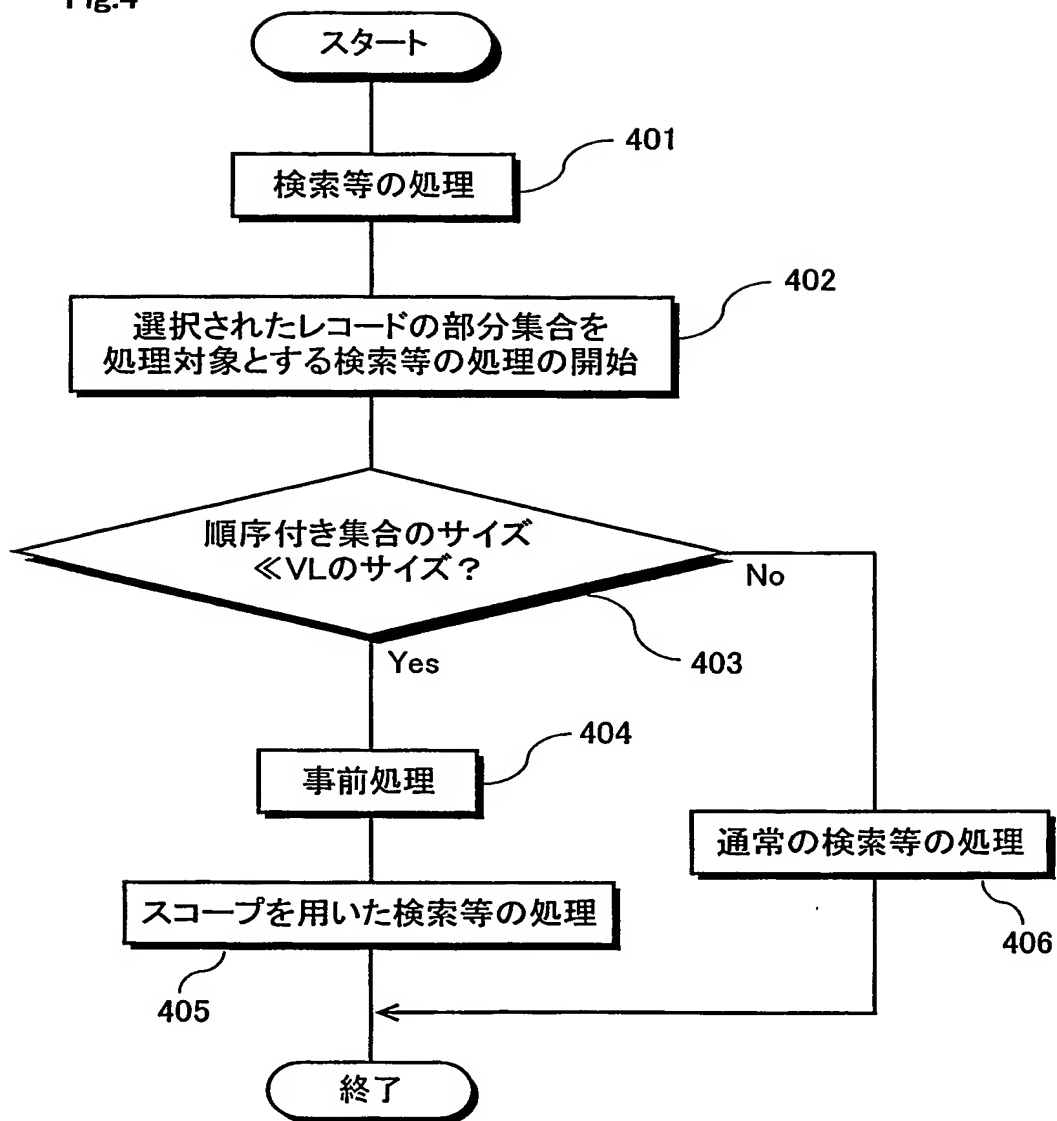 Fig.4
スタート
401
検索等の処理
402
選択されたレコードの部分集合を
処理対象とする検索等の処理の開始
順序付き集合のサイズ
≪VLのサイズ？
No
Yes
403
404
事前処理
通常の検索等の処理
スコープを用いた検索等の処理
406
405
終了